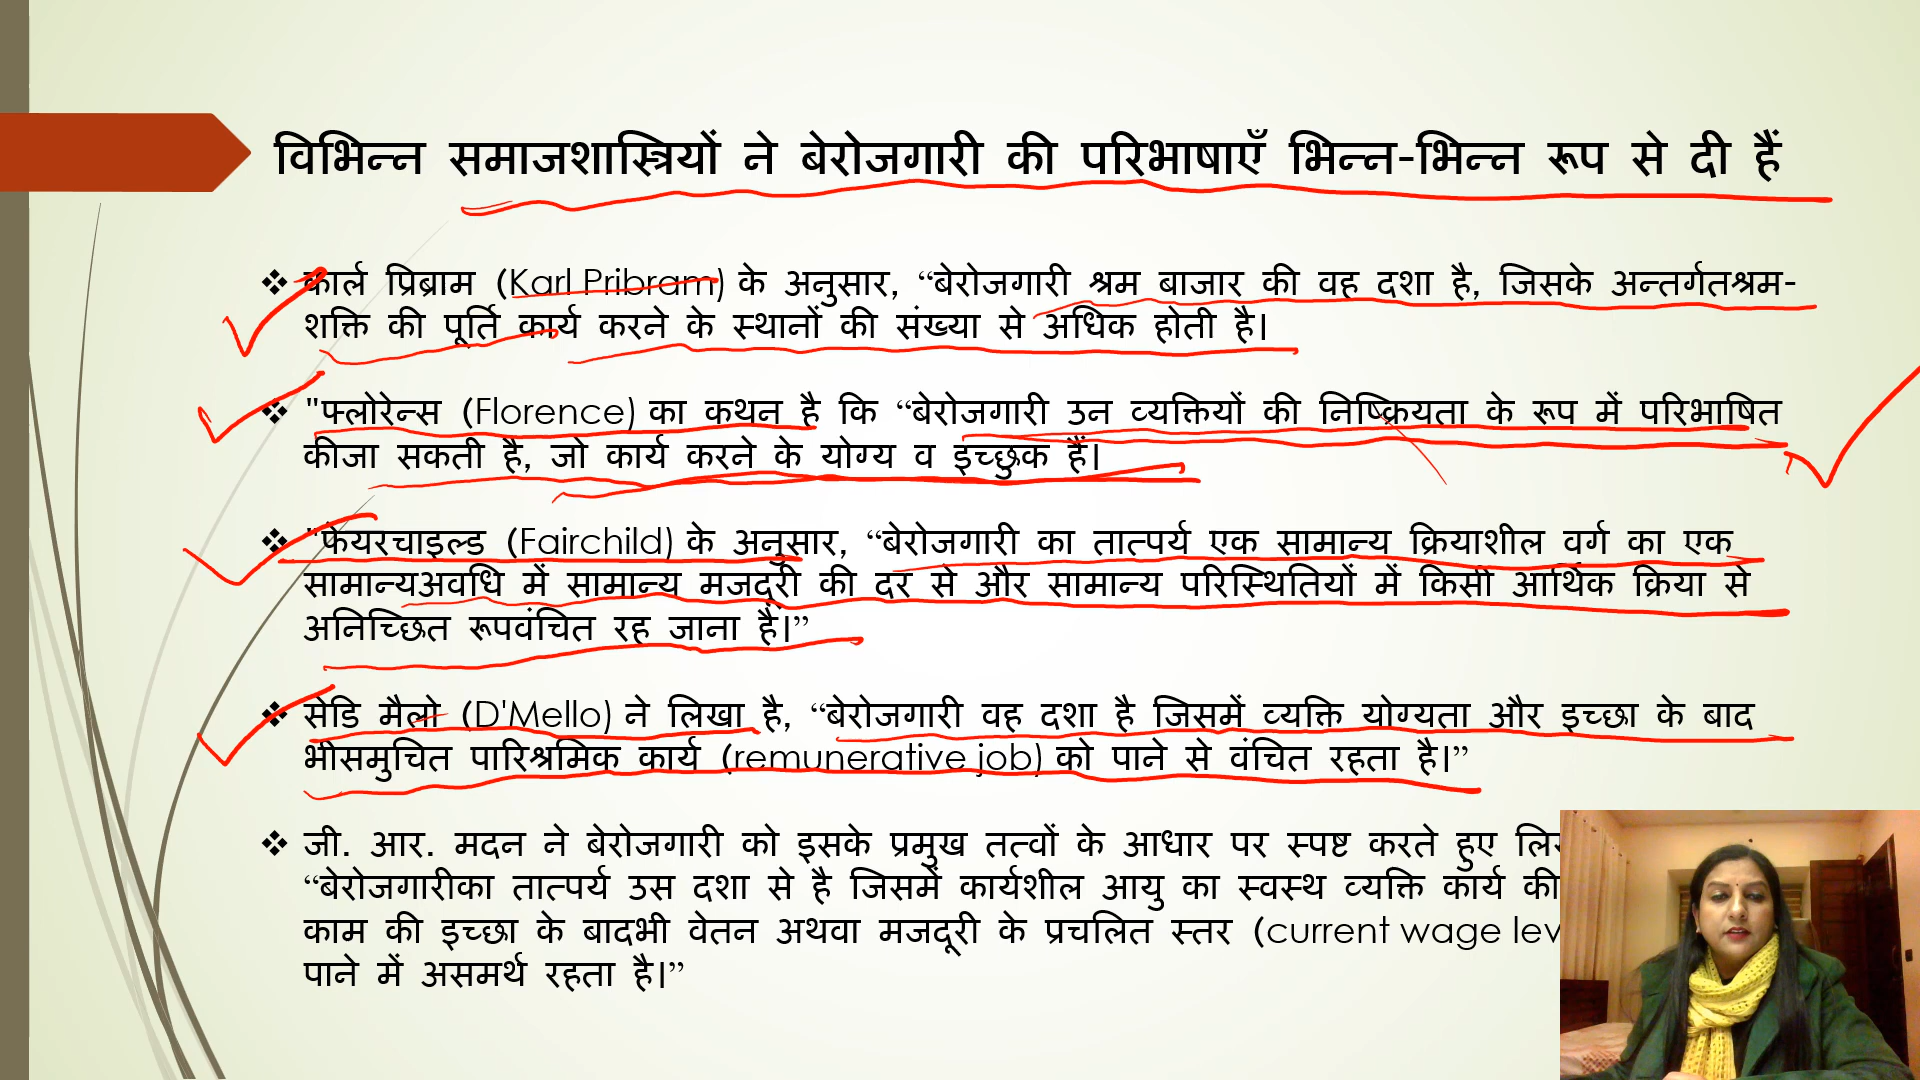 विभिन्न समाजशास्त्रियों ने बेरोजगारी की परिभाषाएँ भिन्न-भिन्न रूप से दी हैं
❖ कार्ल प्रिब्राम (Karl Pribram) के अनुसार, “बेरोजगारी श्रम बाजार की वह दशा है, जिसके अन्तर्गतश्रम-
शक्ति की पूर्ति कार्य करने के स्थानों की संख्या से अधिक होती है।
❖ "फ्लोरेन्स (Florence) का कथन है कि “बेरोजगारी उन व्यक्तियों की निष्क्रियता के रूप में परिभाषित
कीजा सकती है, जो कार्य करने के योग्य व इच्छुक हैं।
❖ "फेयरचाइल्ड (Fairchild) के अनुसार, “बेरोजगारी का तात्पर्य एक सामान्य क्रियाशील वर्ग का एक
सामान्यअवधि में सामान्य मजदूरी की दर से और सामान्य परिस्थितियों में किसी आर्थिक क्रिया से
अनिच्छित रूपवंचित रह जाना है।”
❖ सेडि मैलो (D'Mello) ने लिखा है, “बेरोजगारी वह दशा है जिसमें व्यक्ति योग्यता और इच्छा के बाद
भीसमुचित पारिश्रमिक कार्य (remunerative job) को पाने से वंचित रहता है।”
❖ जी. आर. मदन ने बेरोजगारी को इसके प्रमुख तत्वों के आधार पर स्पष्ट करते हुए
“बेरोजगारीका तात्पर्य उस दशा से है जिसमें कार्यशील आयु का स्वस्थ व्यक्ति कार्य की
काम की इच्छा के बादभी वेतन अथवा मजदूरी के प्रचलित स्तर (current wage
पाने में असमर्थ रहता है।”